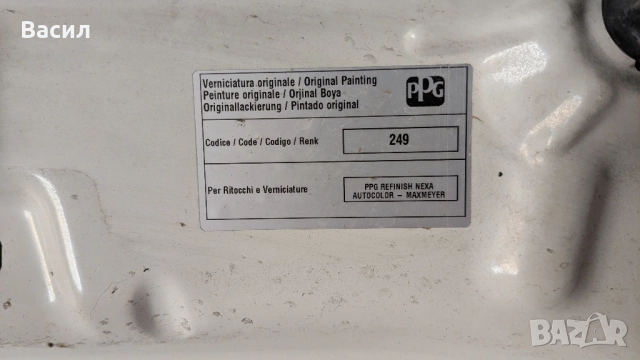 Васил
Verniciatura originale / Original Painting
Peinture originale / Orjinal Boya
Originallackierung / Pintado original
PPG
Codice / Code / Codigo / Renk
249
Per Ritocchi e Verniciature
PPG REFINISH NEXA
AUTOCOLOR – MAXMEYER
BAZAR